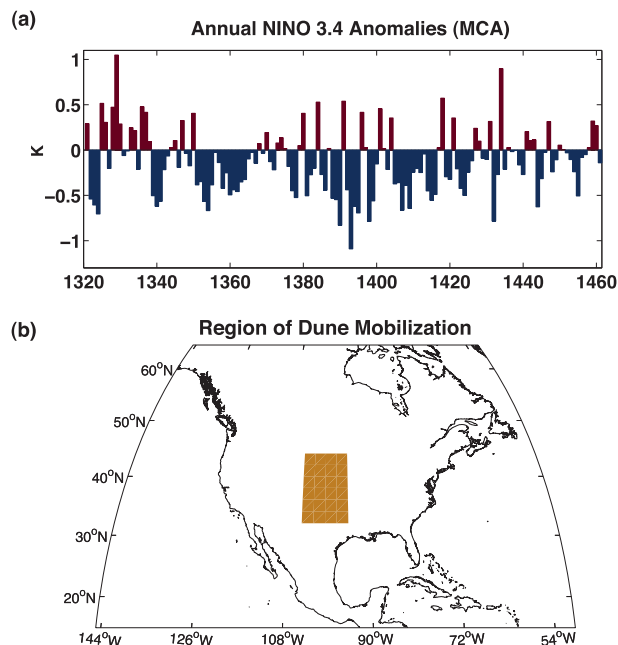 (a)
Annual NINO 3.4 Anomalies (MCA)
1
0.5
0
−0.5
−1
K
1320 1340 1360 1380 1400 1420 1440 1460
(b)
Region of Dune Mobilization
60°N
50°N
40°N
30°N
20°N
144°W 126°W 108°W 90°W 72°W 54°W